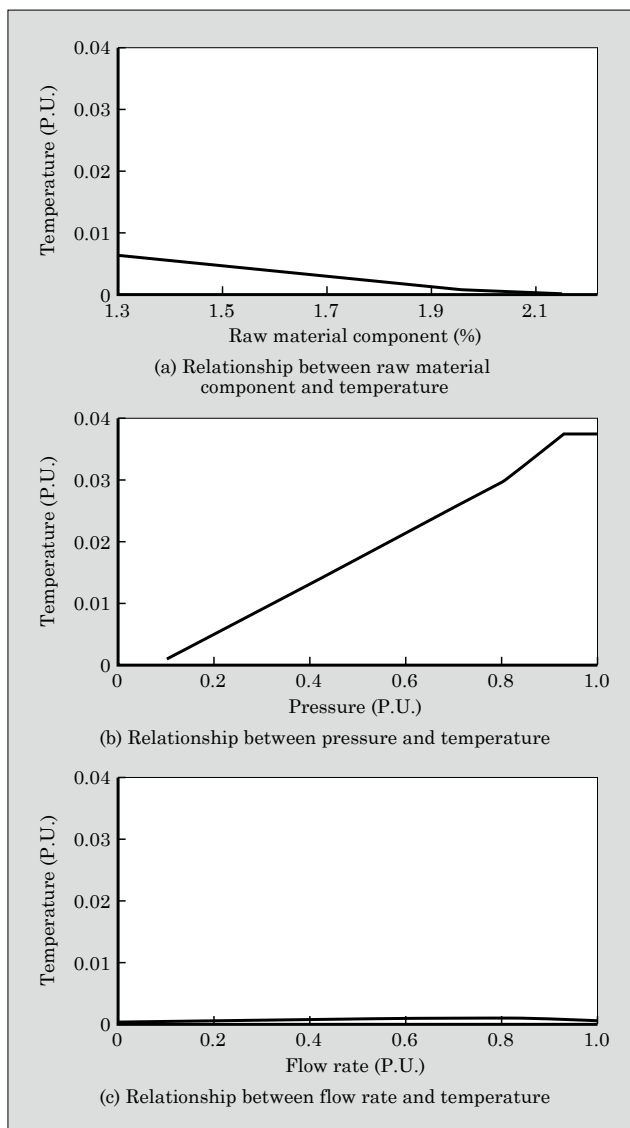 0.04
0.03
0.02
0.01
0
Temperature (P.U.)
1.3 1.5 1.7 1.9 2.1
Raw material component (%)
(a) Relationship between raw material
component and temperature
0.04
0.03
0.02
0.01
0
Temperature (P.U.)
0 0.2 0.4 0.6 0.8 1.0
Pressure (P.U.)
(b) Relationship between pressure and temperature
0.04
0.03
0.02
0.01
0
Temperature (P.U.)
0 0.2 0.4 0.6 0.8 1.0
Flow rate (P.U.)
(c) Relationship between flow rate and temperature